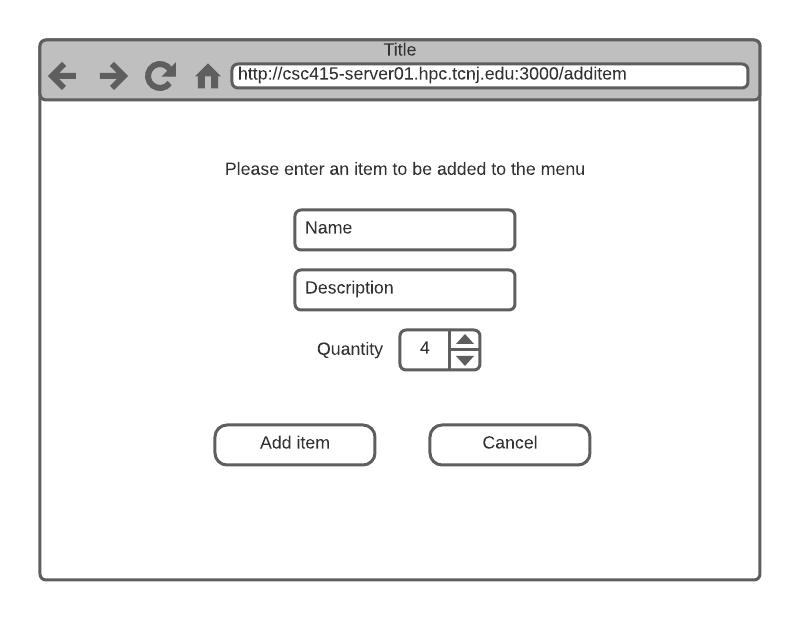 Title
http://csc415-server01.hpc.tcnj.edu:3000/additem
Please enter an item to be added to the menu
Name
Description
Quantity 4
Add item Cancel